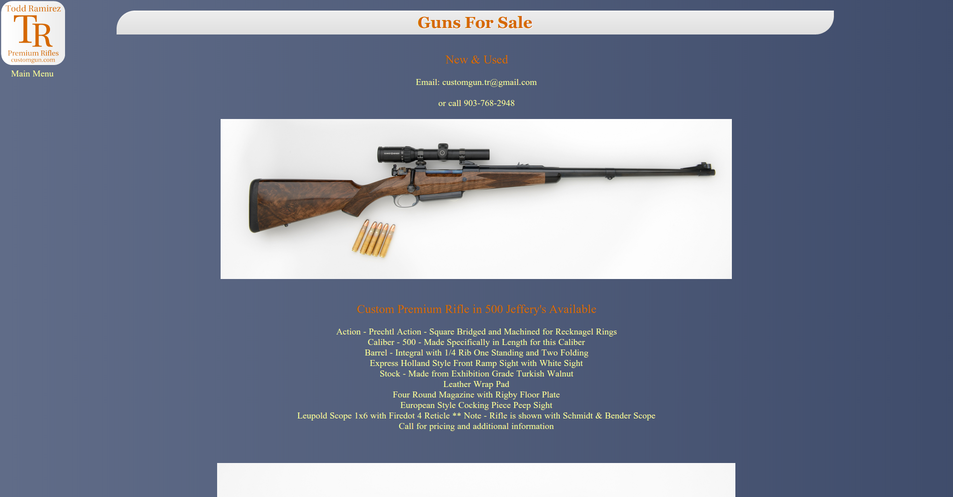 Todd Ramirez
TR
Premium Rifles
customgun.com
Main Menu
Guns For Sale
New & Used
Email: customgun.tr@gmail.com
or call 903-768-2948
Custom Premium Rifle in 500 Jeffery's Available
Action - Prechtl Action - Square Bridged and Machined for Recknagel Rings
Caliber - 500 - Made Specifically in Length for this Caliber
Barrel - Integral with 1/4 Rib One Standing and Two Folding
Express Holland Style Front Ramp Sight with White Sight
Stock - Made from Exhibition Grade Turkish Walnut
Leather Wrap Pad
Four Round Magazine with Rigby Floor Plate
European Style Cocking Piece Peep Sight
Leupold Scope 1x6 with Firedot 4 Reticle ** Note - Rifle is shown with Schmidt & Bender Scope
Call for pricing and additional information